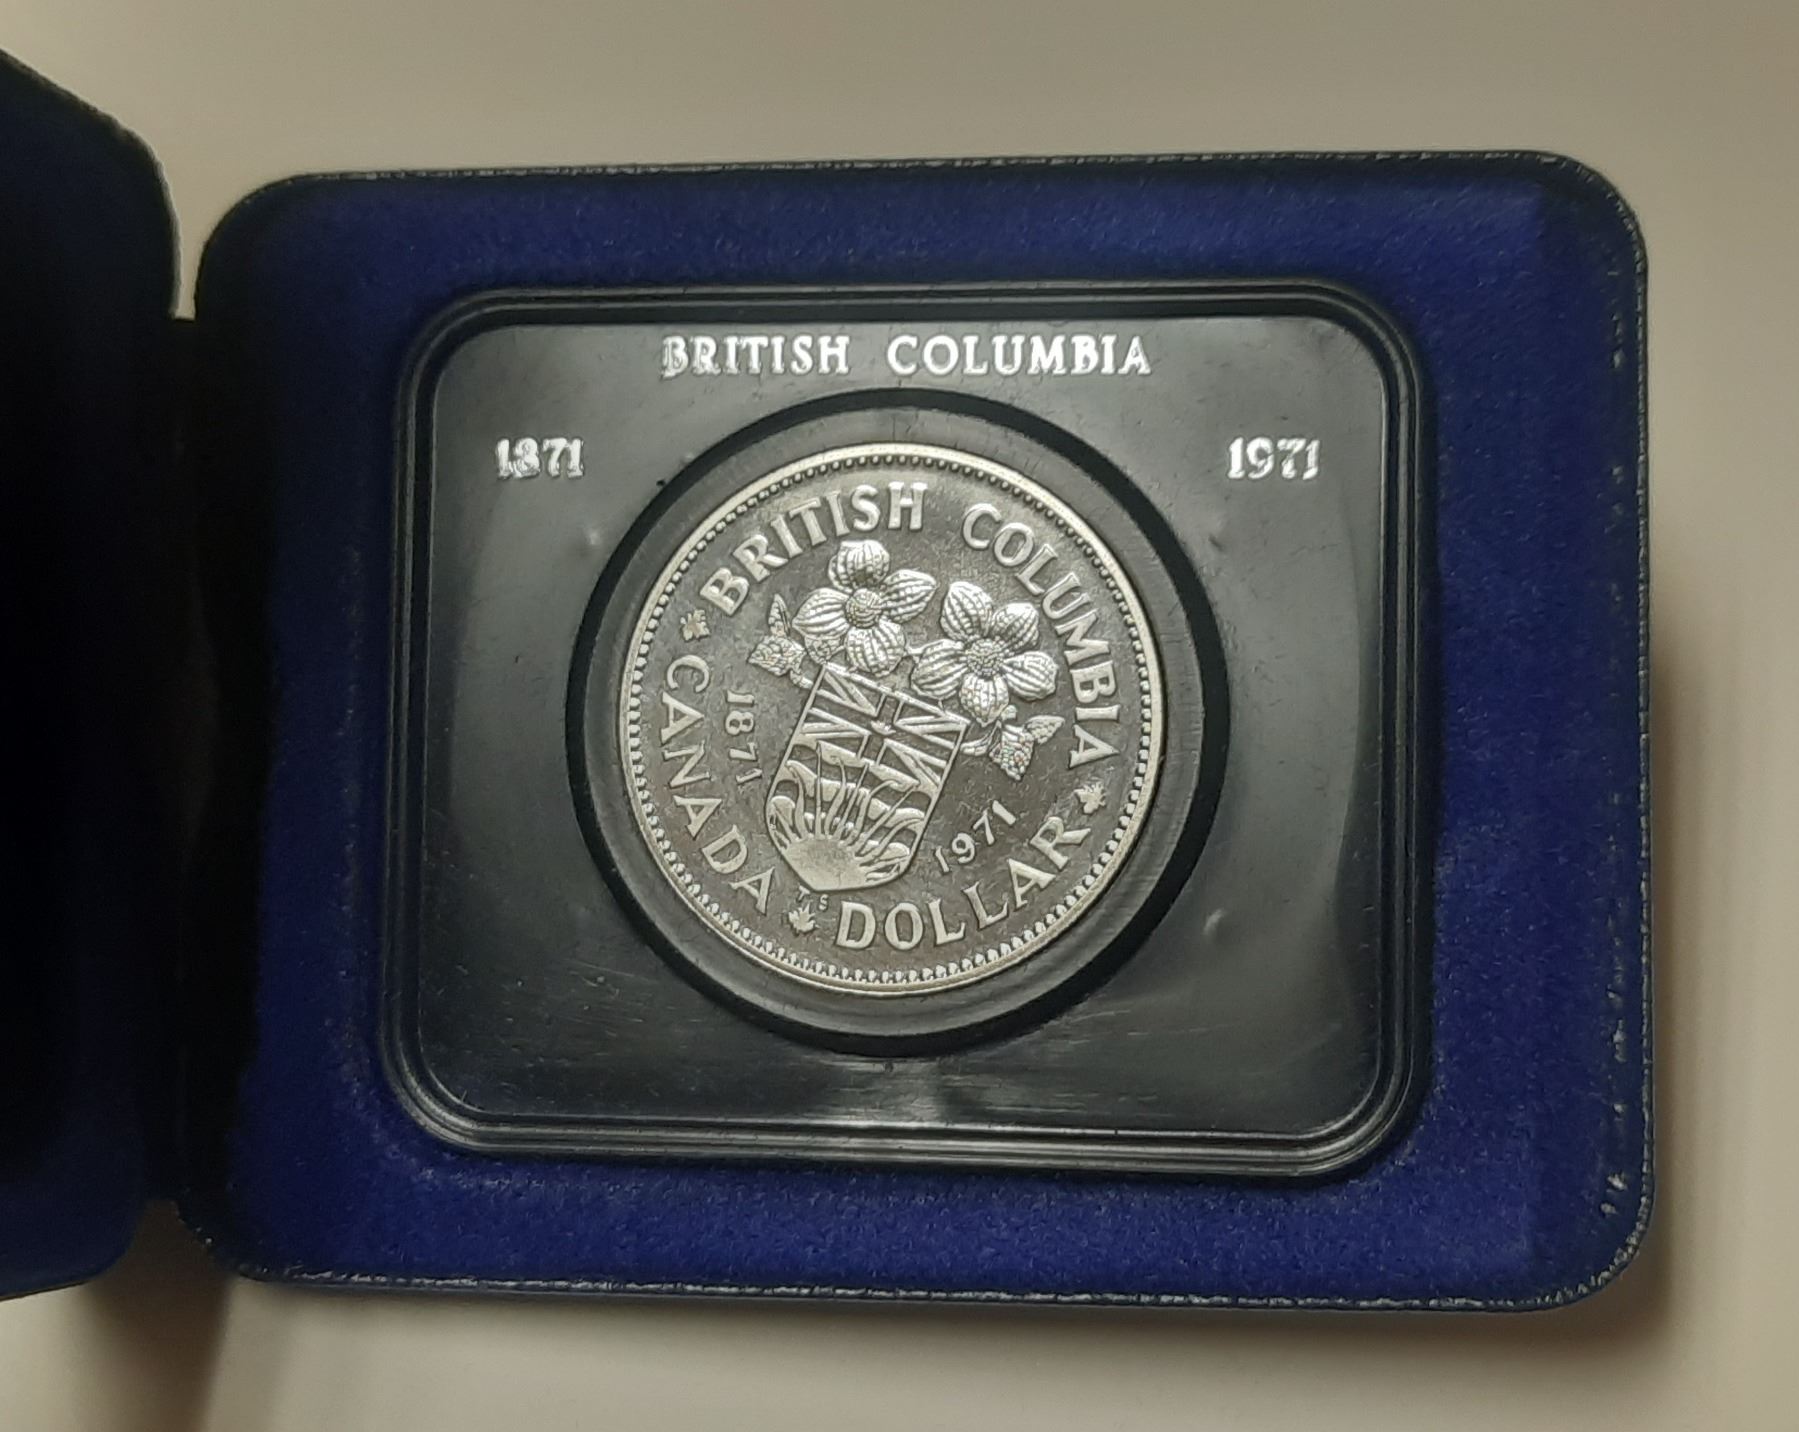 BRITISH COLUMBIA
1871 1971
BRITISH COLUMBIA
CANADA
1871
1971
T S
DOLLAR